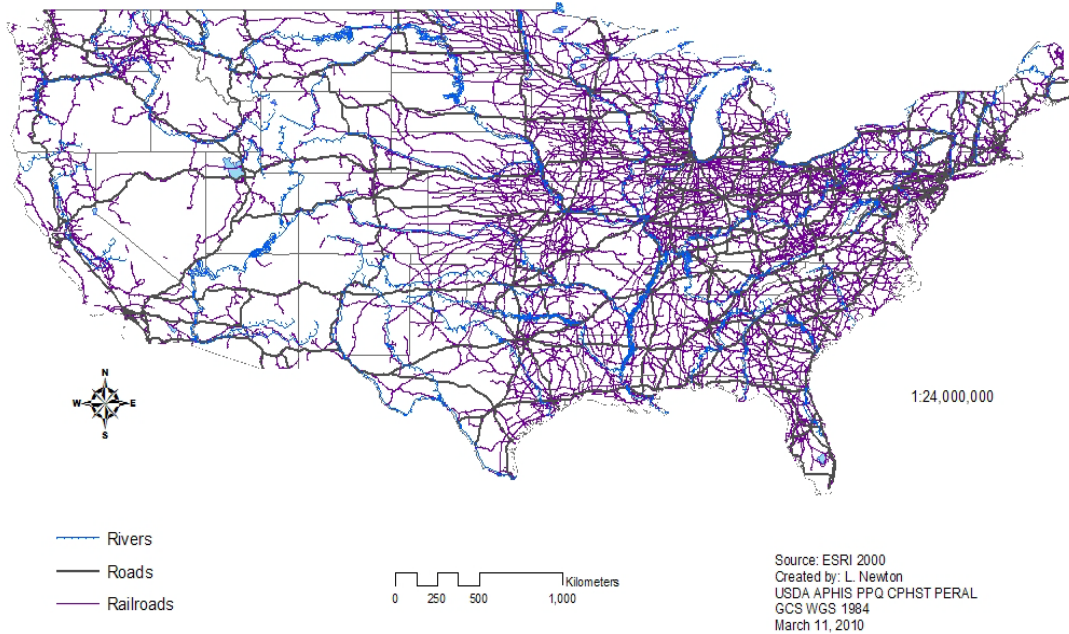 N
W E
S
1:24,000,000
Rivers
Roads
Railroads
Kilometers
0 250 500 1,000
Source: ESRI 2000
Created by: L. Newton
USDA APHIS PPQ CPHST PERAL
GCS WGS 1984
March 11, 2010